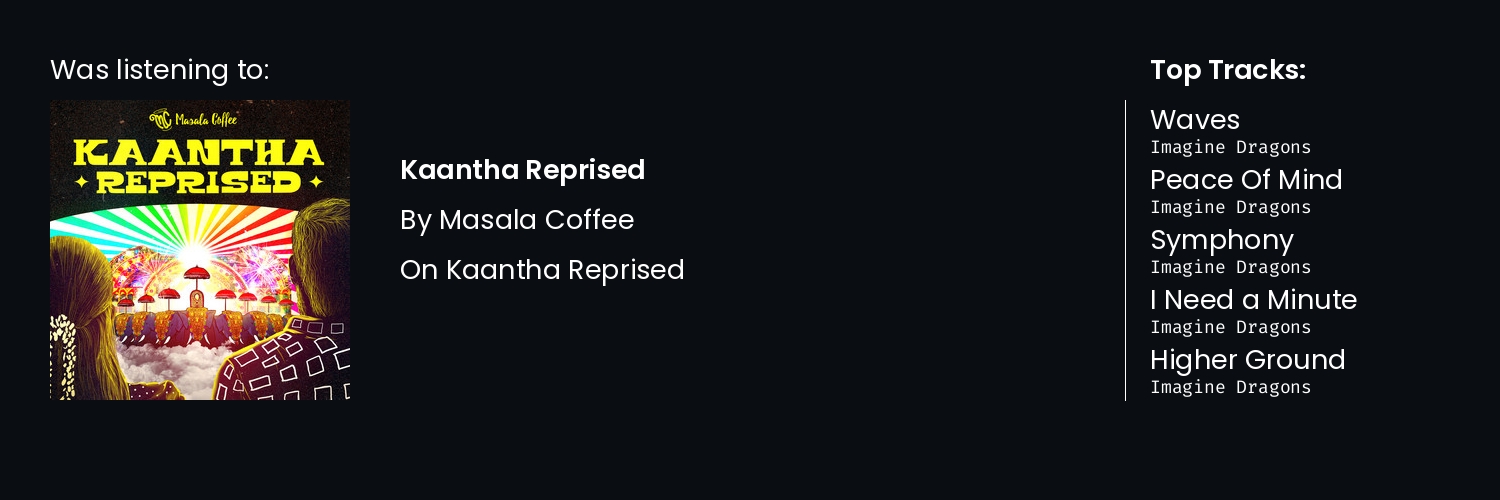 Was listening to:
MC Masala Coffee
KAANTHA
REPRISED
Kaantha Reprised
By Masala Coffee
On Kaantha Reprised
Top Tracks:
Waves
Imagine Dragons
Peace Of Mind
Imagine Dragons
Symphony
Imagine Dragons
I Need a Minute
Imagine Dragons
Higher Ground
Imagine Dragons